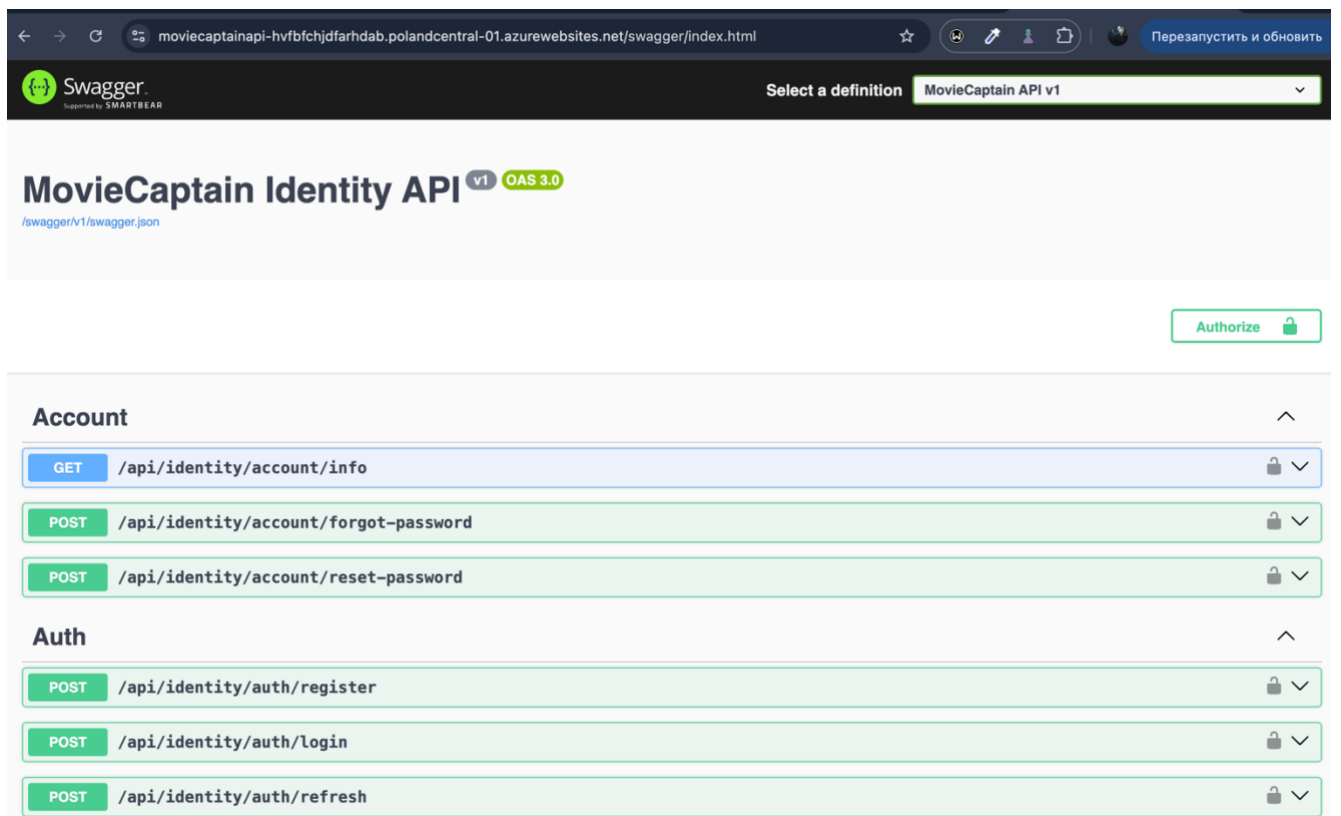 moviecaptainapi-hvfbfchjdfarhdab.polandcentral-01.azurewebsites.net/swagger/index.html
Перезапустить и обновить
Swagger
Supported by SMARTBEAR
Select a definition
MovieCaptain API v1
MovieCaptain Identity API v1 OAS 3.0
/swagger/v1/swagger.json
Authorize
Account
GET /api/identity/account/info
POST /api/identity/account/forgot-password
POST /api/identity/account/reset-password
Auth
POST /api/identity/auth/register
POST /api/identity/auth/login
POST /api/identity/auth/refresh